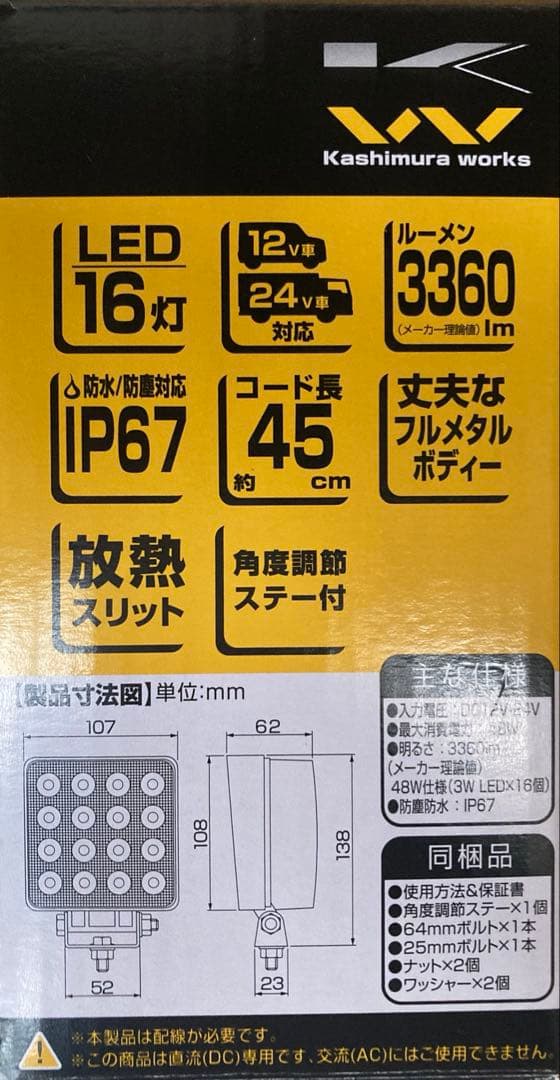 Kashimura works
LED
16灯
12V車
24V車
対応
ルーメン
3360
(メーカー理論値) lm
防水/防塵対応
IP67
コード長
約45cm
丈夫な
フルメタル
ボディー
放熱
スリット
角度調節
ステー付
【製品寸法図】単位:mm
107
62
108
138
52
23
主な仕様
●入力電圧:DC12V-24V
●最大消費電力:
●明るさ:3360lm
(メーカー理論値)
48W仕様(3W LED×16個)
●防塵防水:IP67
同梱品
●使用方法&保証書
●角度調節ステー×1個
●64mmボルト×1本
●25mmボルト×1本
●ナット×2個
●ワッシャー×2個
※本製品は配線が必要です。
※この商品は直流(DC)専用です、交流(AC)にはご使用できません。